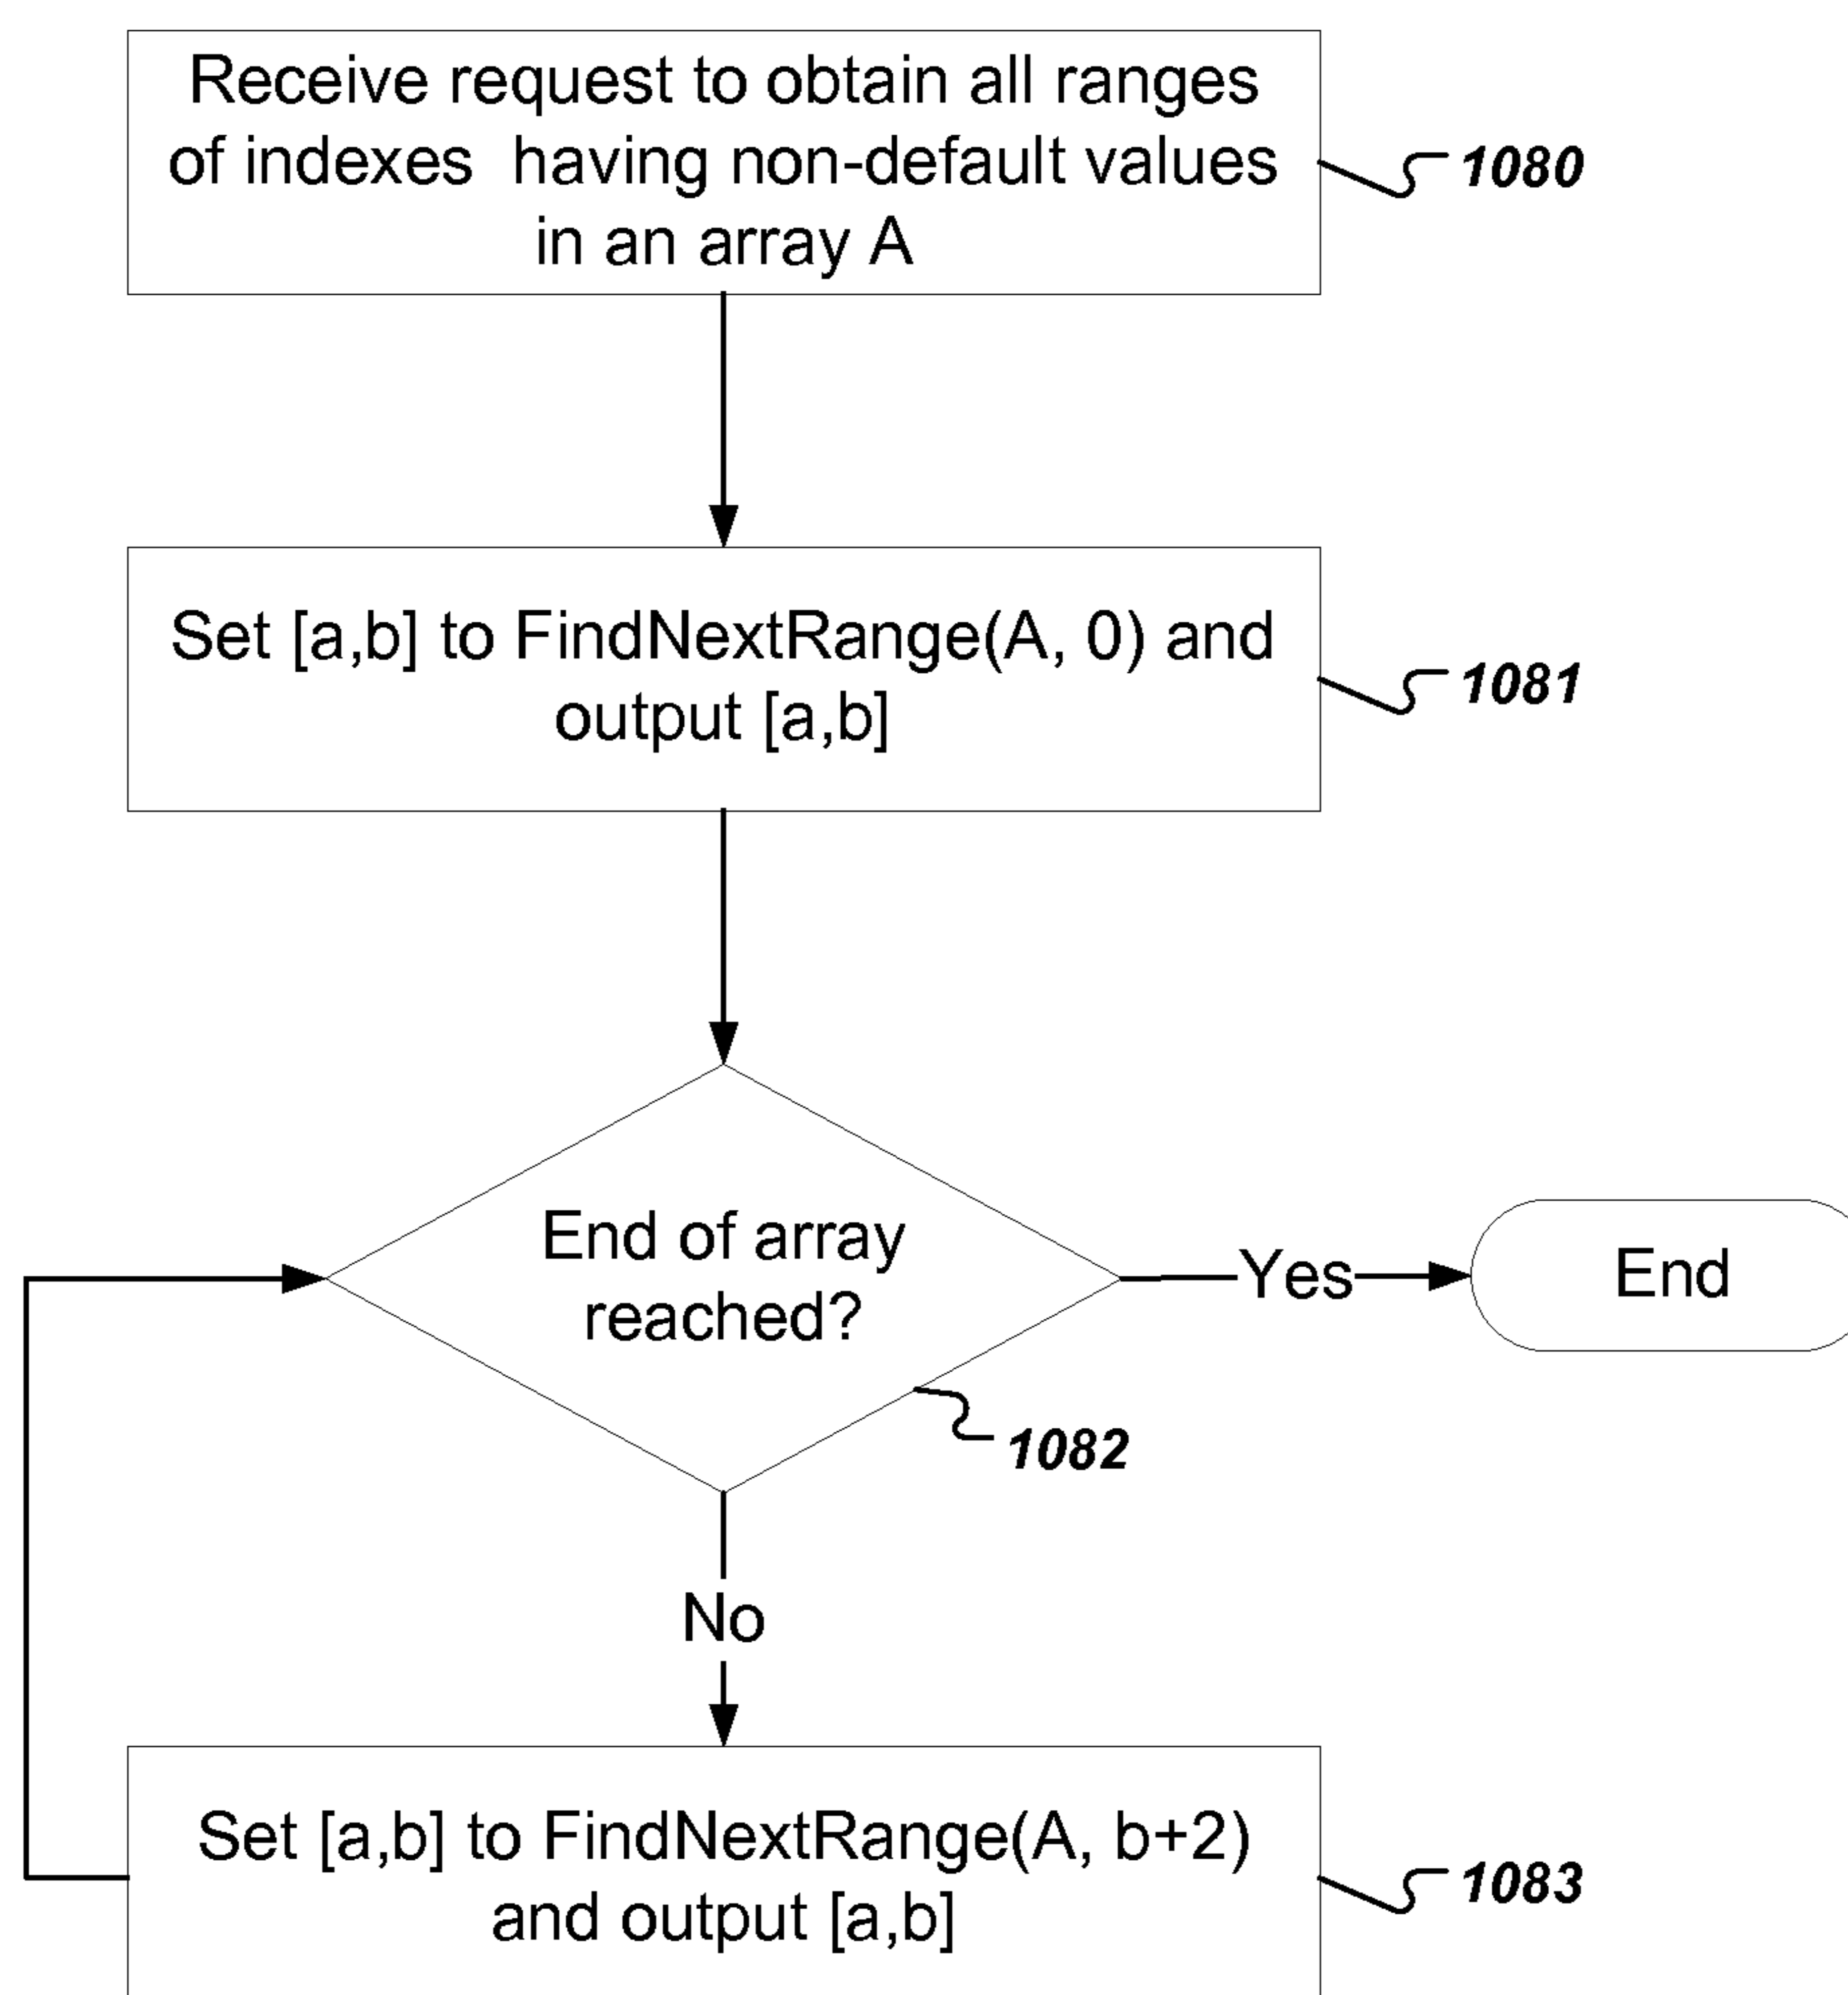 Receive request to obtain all ranges
of indexes having non-default values
in an array A
1080
Set [a,b] to FindNextRange(A, 0) and
output [a,b]
1081
End of array
reached?
Yes
End
1082
No
Set [a,b] to FindNextRange(A, b+2)
and output [a,b]
1083